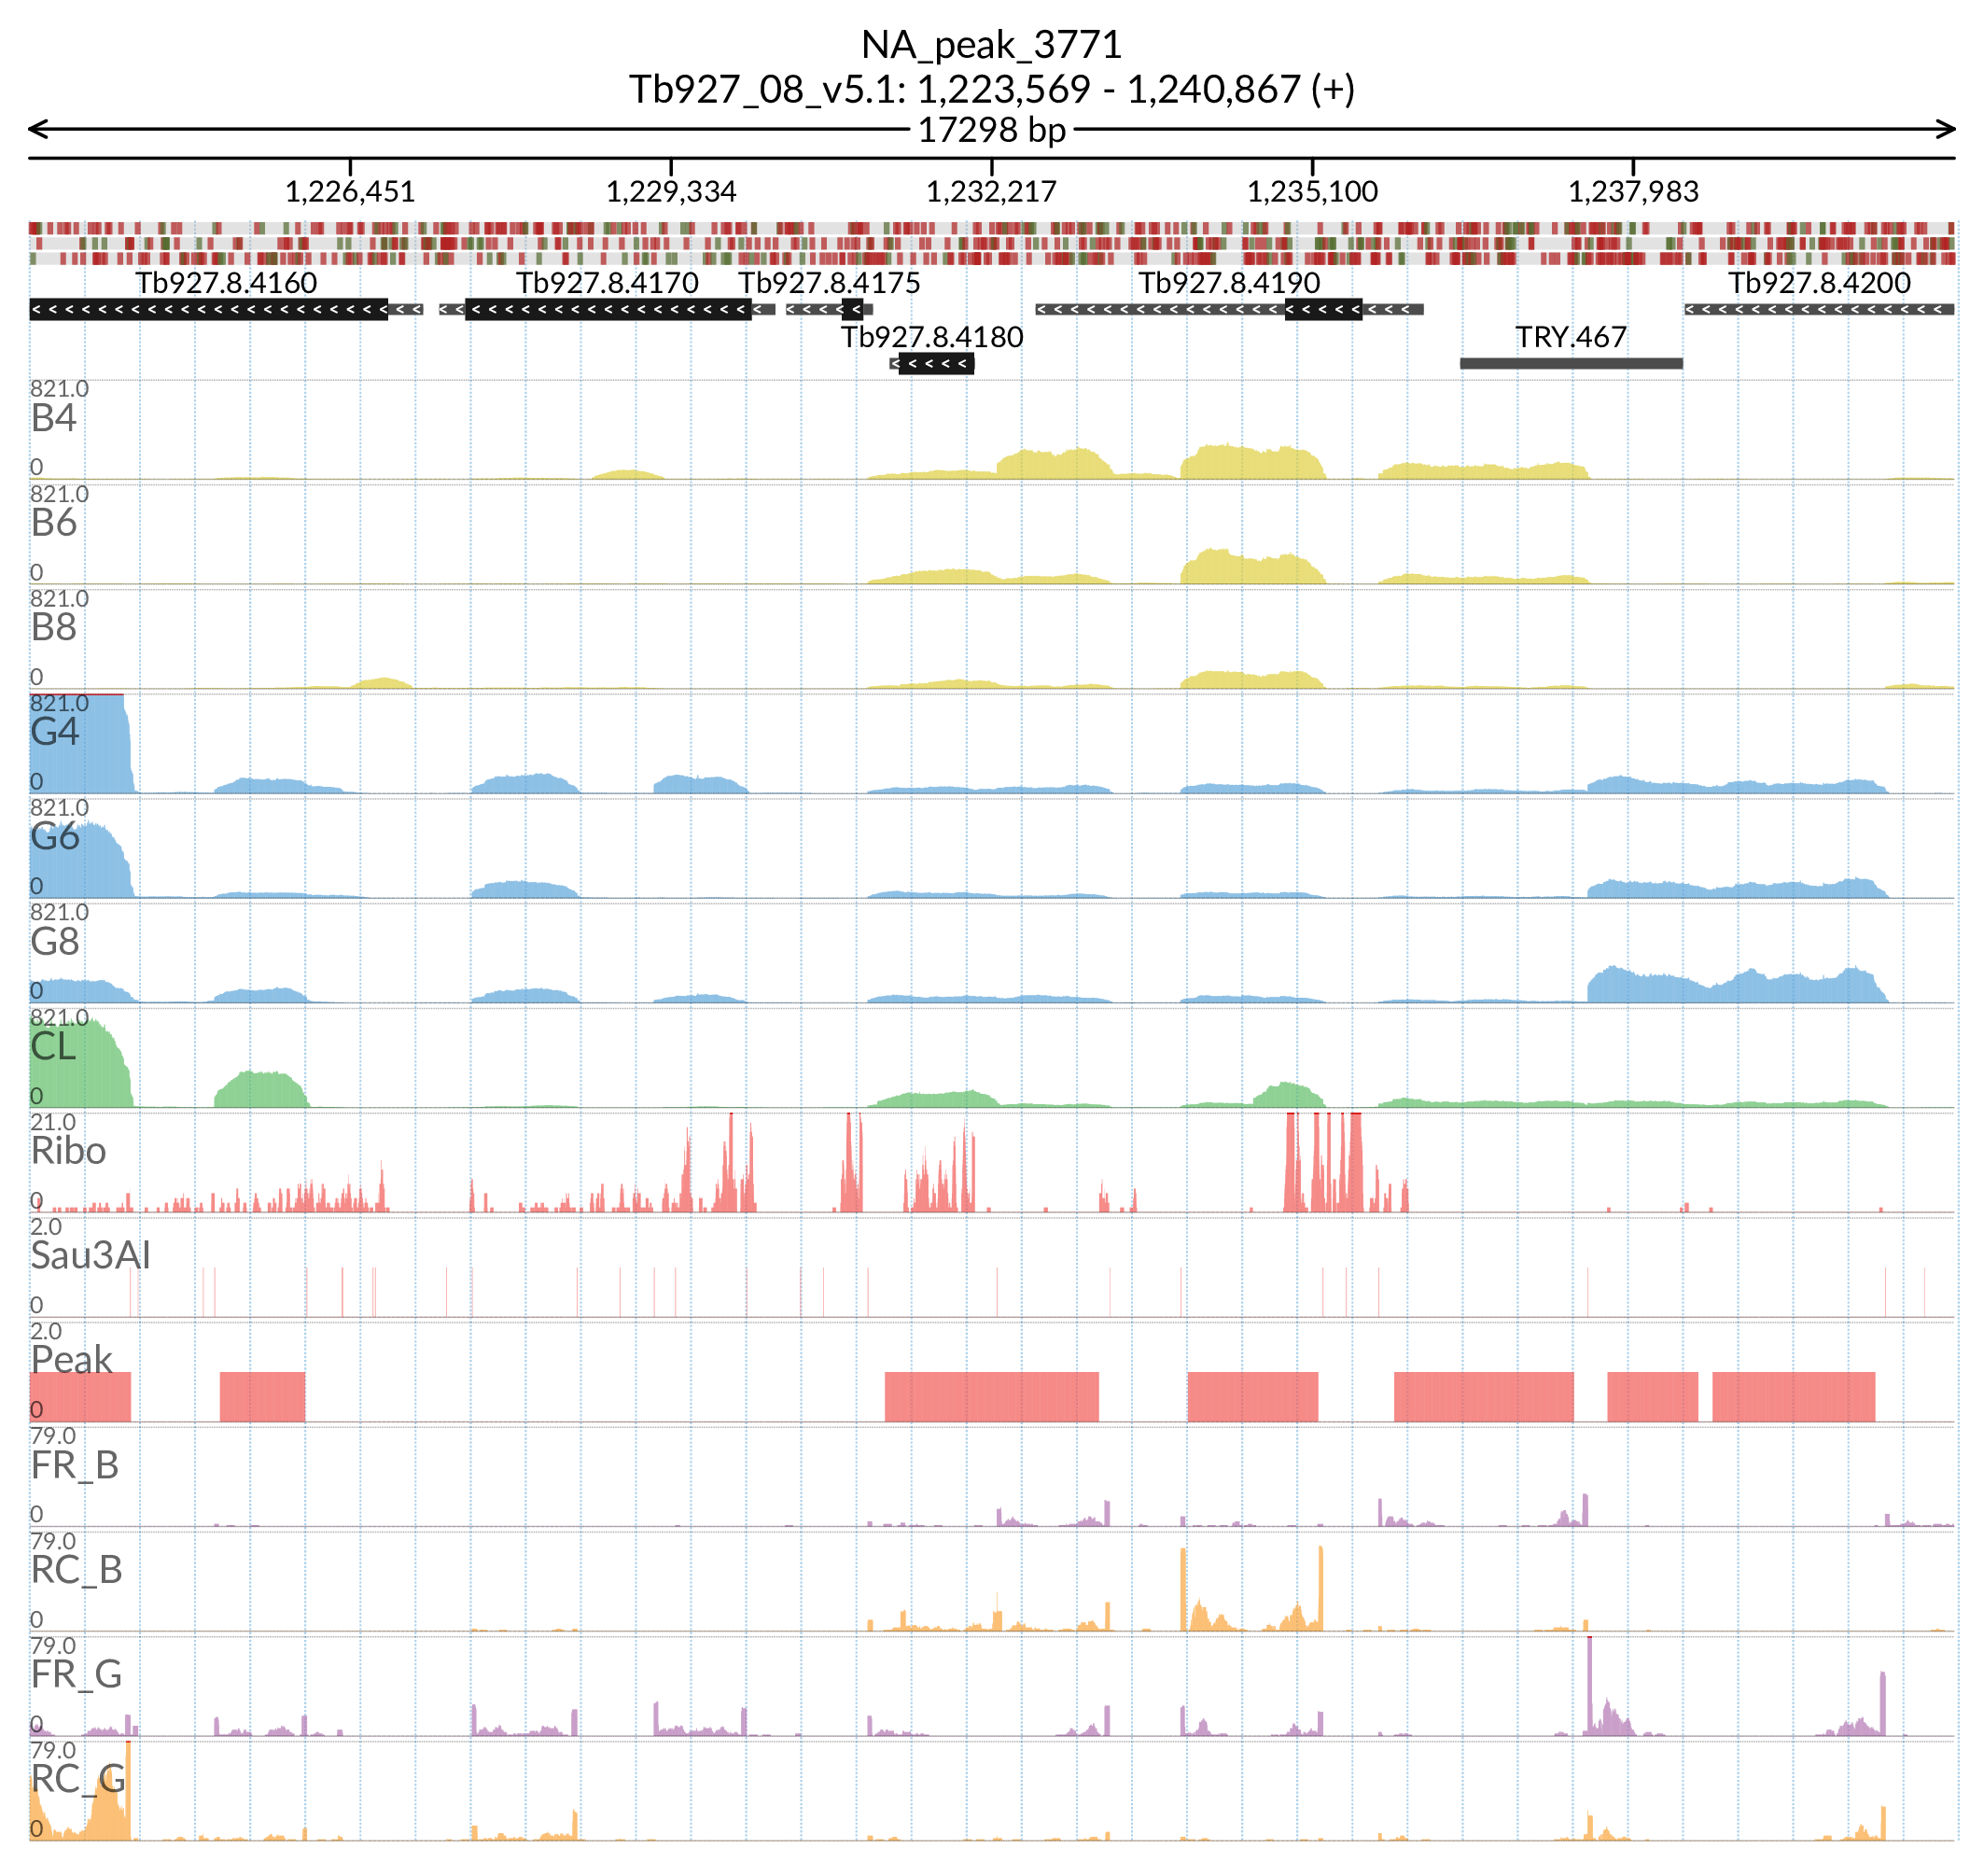 NA_peak_3771
Tb927_08_v5.1: 1,223,569 - 1,240,867 (+)
17298 bp
1,226,451 1,229,334 1,232,217 1,235,100 1,237,983
Tb927.8.4160 Tb927.8.4170 Tb927.8.4175 Tb927.8.4190 Tb927.8.4200
Tb927.8.4180 TRY.467
821.0
B4
0
821.0
B6
0
821.0
B8
0
821.0
G4
0
821.0
G6
0
821.0
G8
0
821.0
CL
0
21.0
Ribo
0
2.0
Sau3AI
0
2.0
Peak
0
79.0
FR_B
0
79.0
RC_B
0
79.0
FR_G
0
79.0
RC_G
0